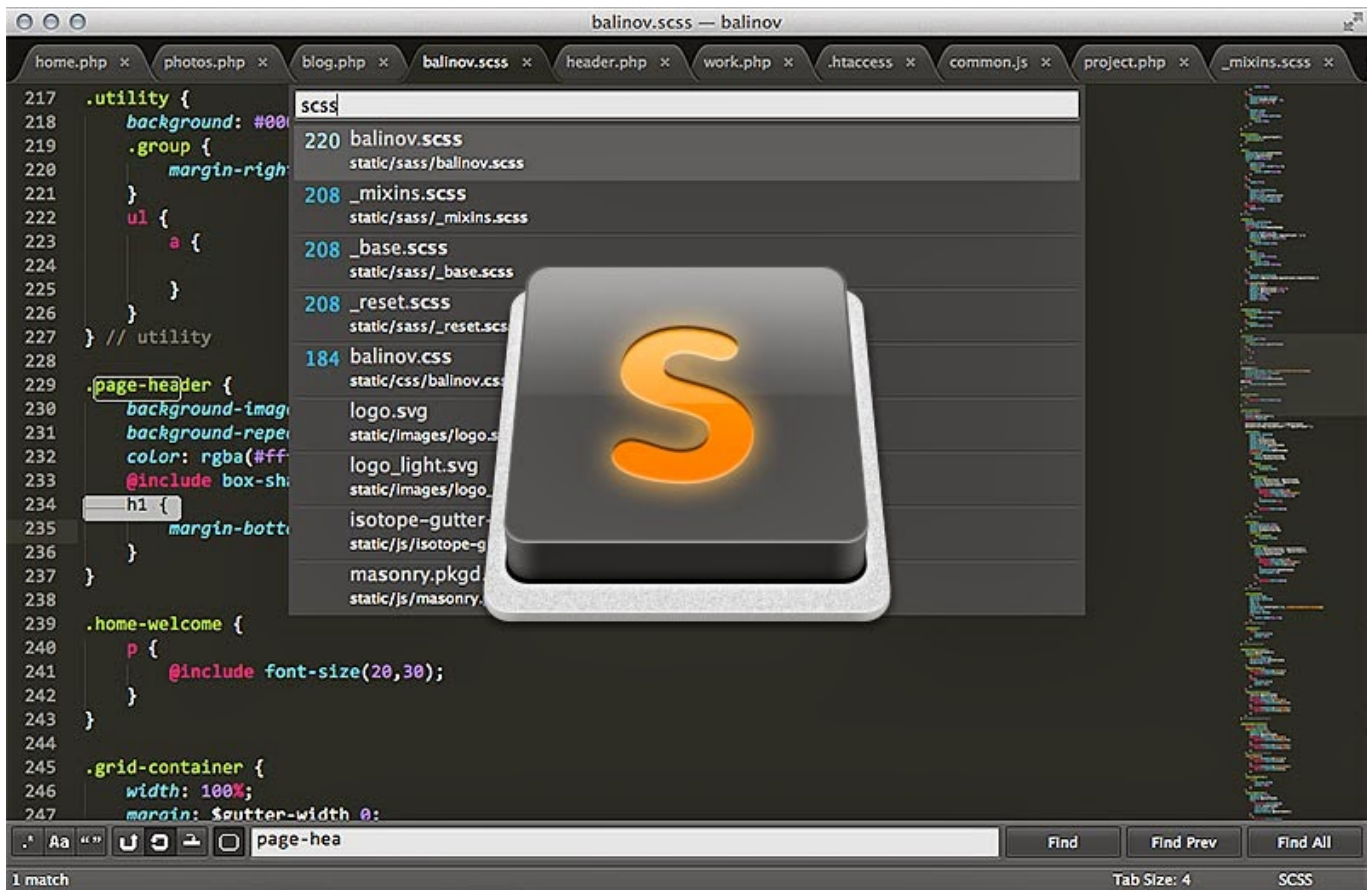 balinov.scss — balinov
home.php × photos.php × blog.php × balinov.scss × header.php × work.php × .htaccess × common.js × project.php × _mixins.scss ×
217 .utility {
218 background: #000
219 .group {
220 margin-righ
221 }
222 ul {
223 a {
224
225 }
226 }
227 } // utility
228
229 .page-header {
230 background-imag
231 background-repe
232 color: rgba(#fff
233 @include box-sha
234 h1 {
235 margin-botto
236 }
237 }
238
239 .home-welcome {
240 p {
241 @include font-size(20,30);
242 }
243 }
244
245 .grid-container {
246 width: 100%;
247 margin: $gutter-width 0;
scss
220 balinov.scss
static/sass/balinov.scss
208 _mixins.scss
static/sass/_mixins.scss
208 _base.scss
static/sass/_base.scss
208 _reset.scss
static/sass/_reset.scs
184 balinov.css
static/css/balinov.cs
logo.svg
static/images/logo.s
logo_light.svg
static/images/logo_
isotope-gutter-
static/js/isotope-g
masonry.pkgd.
static/js/masonry.
S
.* Aa “” page-hea Find Find Prev Find All
1 match Tab Size: 4 SCSS